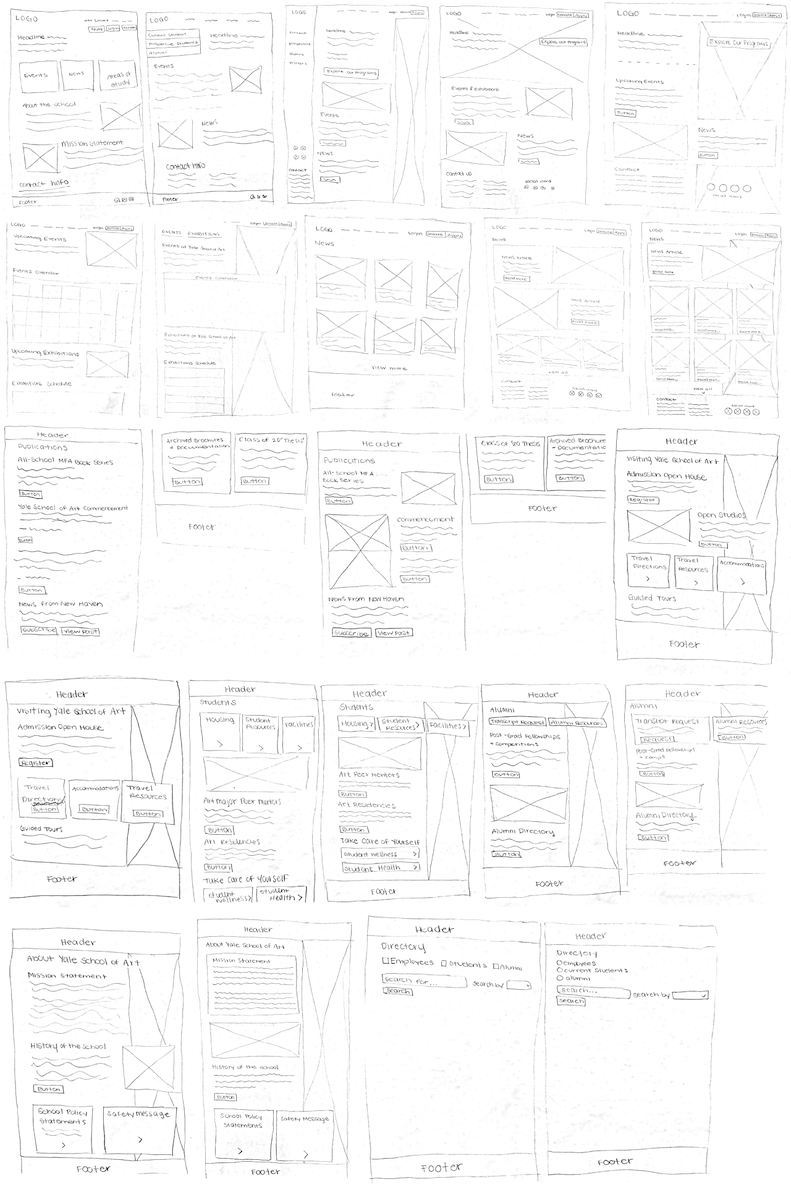 LOGO
Headline
Events
News
Areas of
Study
About the School
Mission Statement
Contact Info
Footer
LOGO
Current Student
Prospective Students
Alumni
Headline
Events
News
Contact Info
Footer
LOGO
Headline
Explore Our Programs
Events
News
Contact
LOGO
Login
Headline
Explore Our Programs
Events & Exhibitions
News
Contact Us
Social Media
LOGO
Login
Headline
Explore Our Programs
Upcoming Events
Button
News
Button
Contact
Social Media
LOGO
Login
Upcoming Events
Events Calendar
Upcoming Exhibitions
Exhibitions Schedule
Login
Events Exhibitions
Events at Yale School of Art
Events Calendar
Exhibitions at Yale School of Art
Exhibitions Schedule
LOGO
Login
News
View More
Footer
LOGO
Login
News
News Article
News Article
Contact
LOGO
Login
News
News Article
Contact
Social Media
Header
Publications
All-School MFA Book Series
Button
Yale School of Art Commencement
Button
Button
News From New Haven
Subscribe View Past
Archived Brochures
+ Documentation
Button
Class of 20' Thesis
Button
Footer
Header
Publications
All-School MFA
Book Series
Button
Commencement
Button
Button
News From New Haven
Subscribe View Past
Class of '20 Thesis
Button
Archived Brochure
+ Documentatic
Button
Footer
Header
Visiting Yale School of Art
Admission Open House
Register
Open Studios
Button
Travel
Directions
>
Travel
Resources
>
Accommodations
>
Guided Tours
Footer
Header
Visiting Yale School of Art
Admission Open House
Register
Travel
Directions
Button
Accommodations
Button
Travel
Resources
Button
Guided Tours
Footer
Header
Students
Housing
>
Student
Resources
>
Facilities
>
Art Major Peer Mentors
Button
Art Residencies
Button
Take Care of Yourself
Student
Wellness>
Student
Health >
Header
Students
Housing>
Student
Resources>
Facilities>
Art Peer Mentors
Button
Art Residencies
Button
Take Care of Yourself
Student Wellness >
Student Health >
Footer
Header
Alumni
Transcript Request
Alumni Resources
Post-Grad Fellowships
+ Competitions
Button
Alumni Directory
Button
Footer
Header
Alumni
Transcript Request
Request
Alumni Resources
Button
Post-Grad Fellowship
+ Comps
Button
Alumni Directory
Button
Footer
Header
About Yale School of Art
Mission Statement
History of the School
Button
School Policy
Statements
>
Safety Message
>
Footer
Header
About Yale School of Art
Mission Statement
History of the School
Button
School Policy
Statements
>
Safety Message
>
Footer
Header
Directory
Employees Students Alumni
Search for...
Search by
Search
Footer
Header
Directory
Employees
Current Students
Alumni
Search...
Search by
Search
Footer